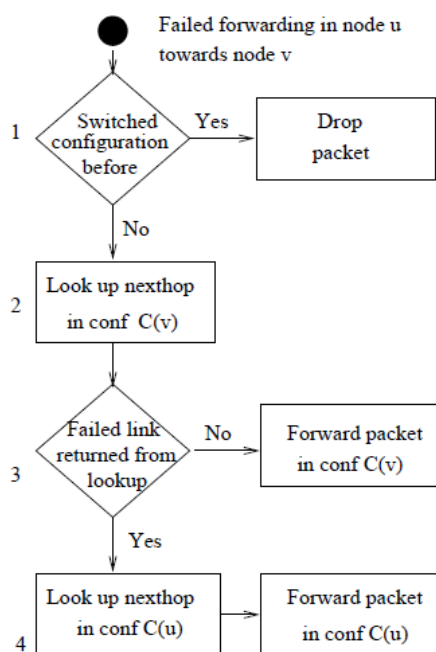 Failed forwarding in node u
towards node v
1
Switched
configuration
before
Yes
Drop
packet
No
2
Look up nexthop
in conf C(v)
3
Failed link
returned from
lookup
No
Forward packet
in conf C(v)
Yes
4
Look up nexthop
in conf C(u)
Forward packet
in conf C(u)